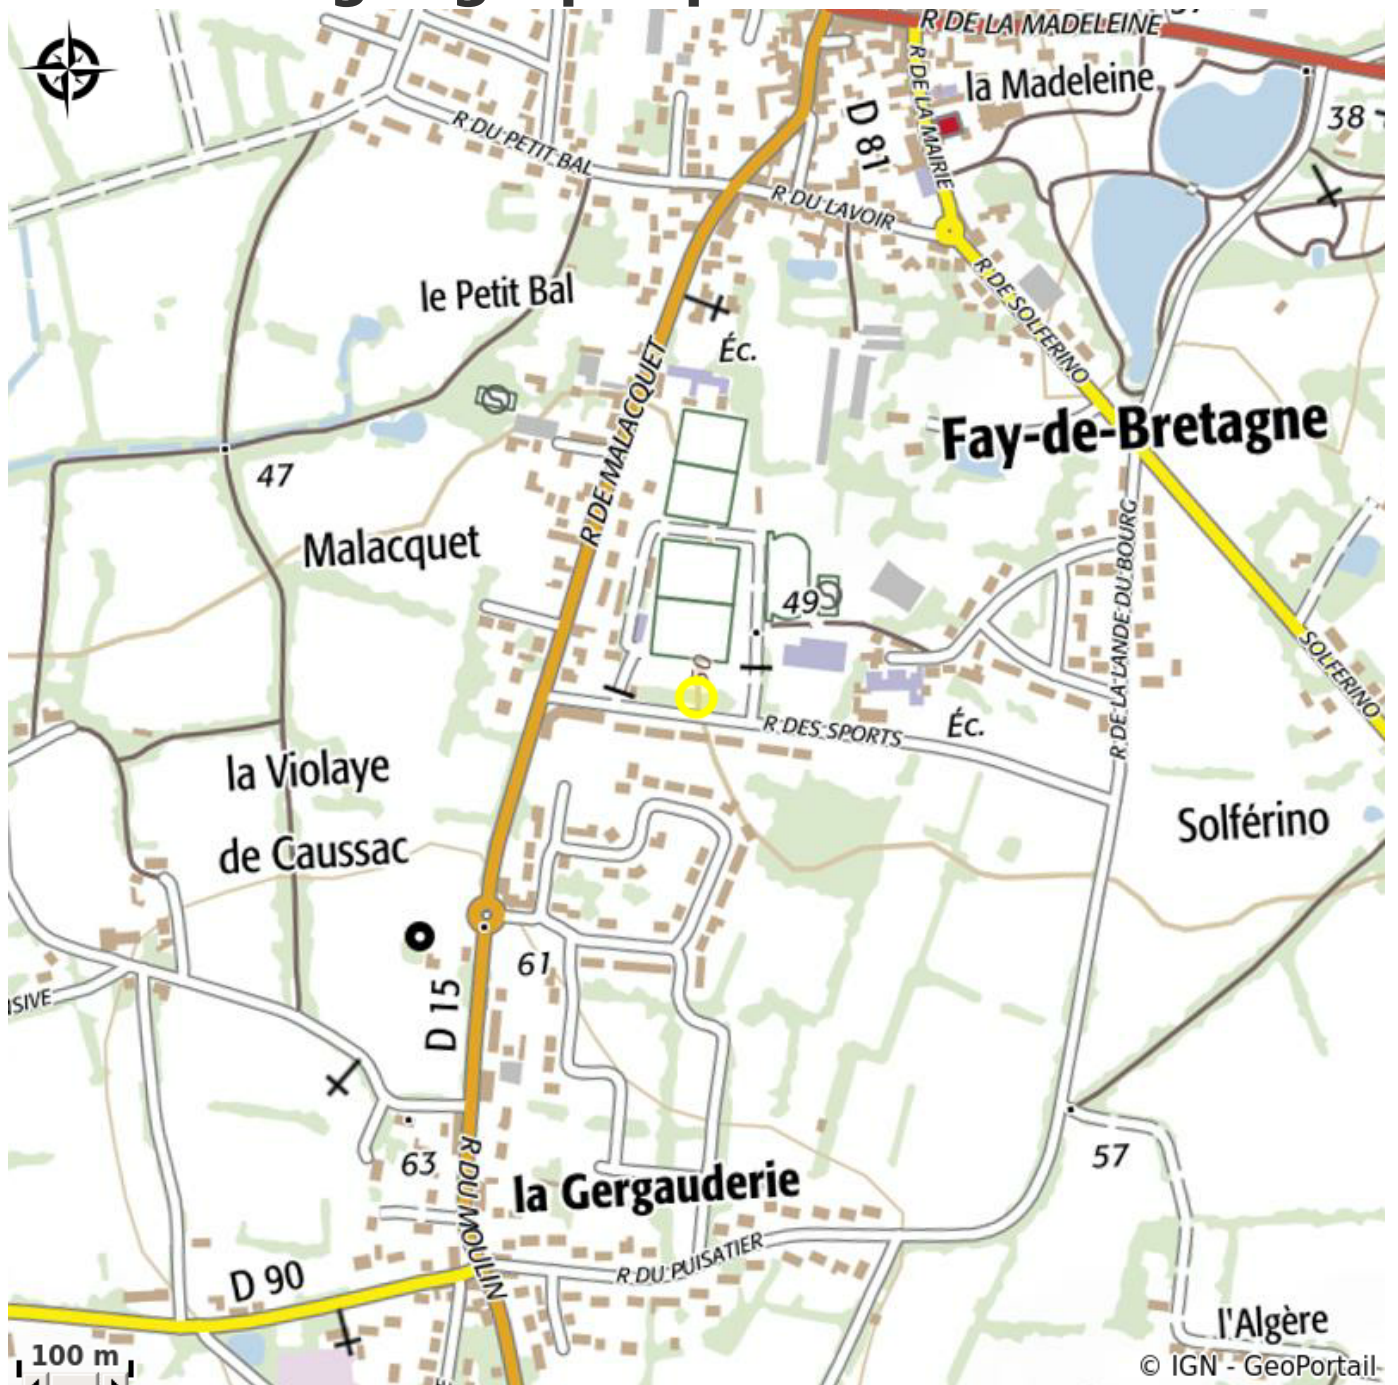 R DE LA MADELEINE
la Madeleine
R DE LA MAIRIE
D 81
38
R DU PETIT BAL
R DU LAVOIR
le Petit Bal
R DE SOLFERINO
Éc.
R DE MALACQUET
Fay-de-Bretagne
47
Malacquet
R DE LA LANDE DU BOURG
49
50
SOLFERINO
R DES SPORTS
Éc.
la Violaye
de Caussac
Solférino
61
D 15
57
63
R DU MOULIN
la Gergauderie
R DU PUISATIER
D 90
l'Algère
100 m
© IGN - GeoPortail